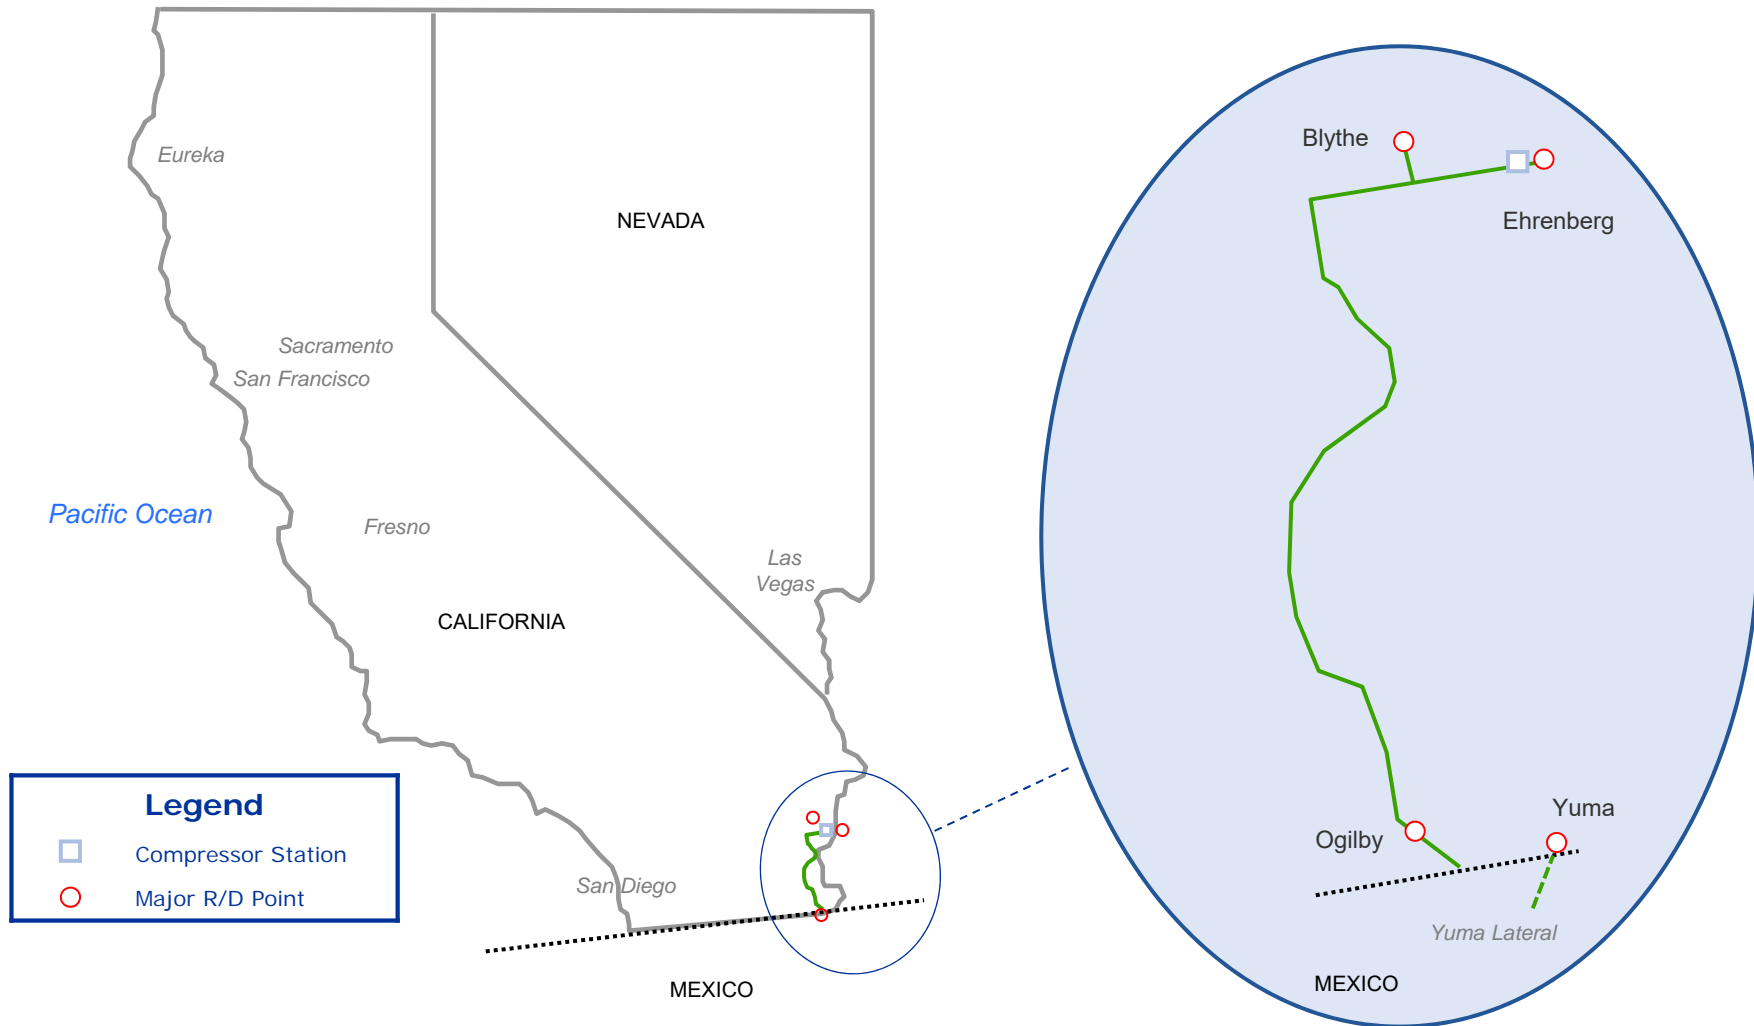 Eureka
NEVADA
Sacramento
San Francisco
Pacific Ocean
Fresno
Las
Vegas
CALIFORNIA
San Diego
MEXICO
Legend
Compressor Station
Major R/D Point
Blythe
Ehrenberg
Yuma
Ogilby
Yuma Lateral
MEXICO